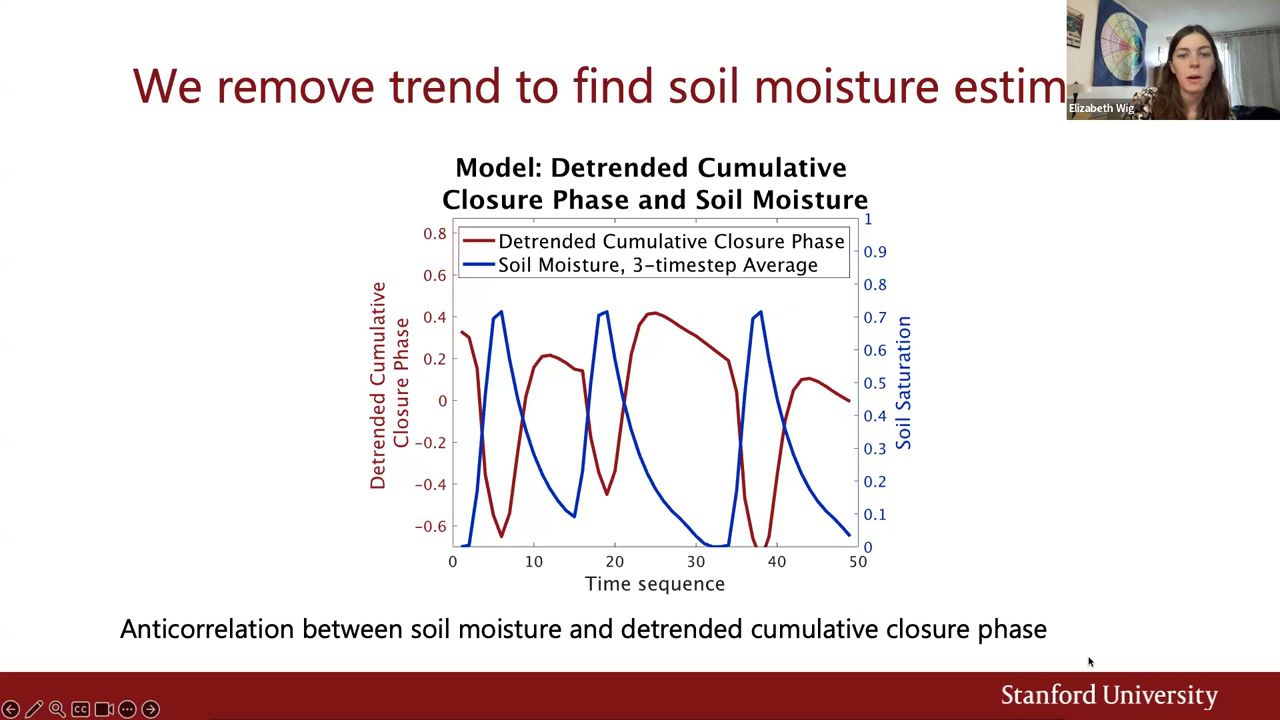 We remove trend to find soil moisture estim
Elizabeth Wig
Model: Detrended Cumulative
Closure Phase and Soil Moisture
Detrended Cumulative Closure Phase
Soil Moisture, 3-timestep Average
Detrended Cumulative
Closure Phase
0.8
0.6
0.4
0.2
0
-0.2
-0.4
-0.6
1
0.9
0.8
0.7
0.6
0.5
0.4
0.3
0.2
0.1
0
Soil Saturation
0 10 20 30 40 50
Time sequence
Anticorrelation between soil moisture and detrended cumulative closure phase
Stanford University
CC